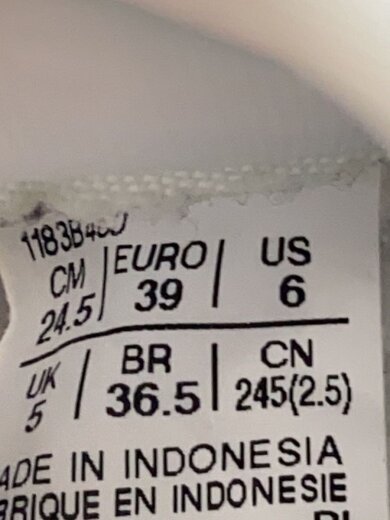 CM | EURO | US
24.5 | 39 | 6
UK | BR | CN
5 | 36.5 | 245(2.5)
ADE IN INDONESIA
BRIQUE EN INDONESIE